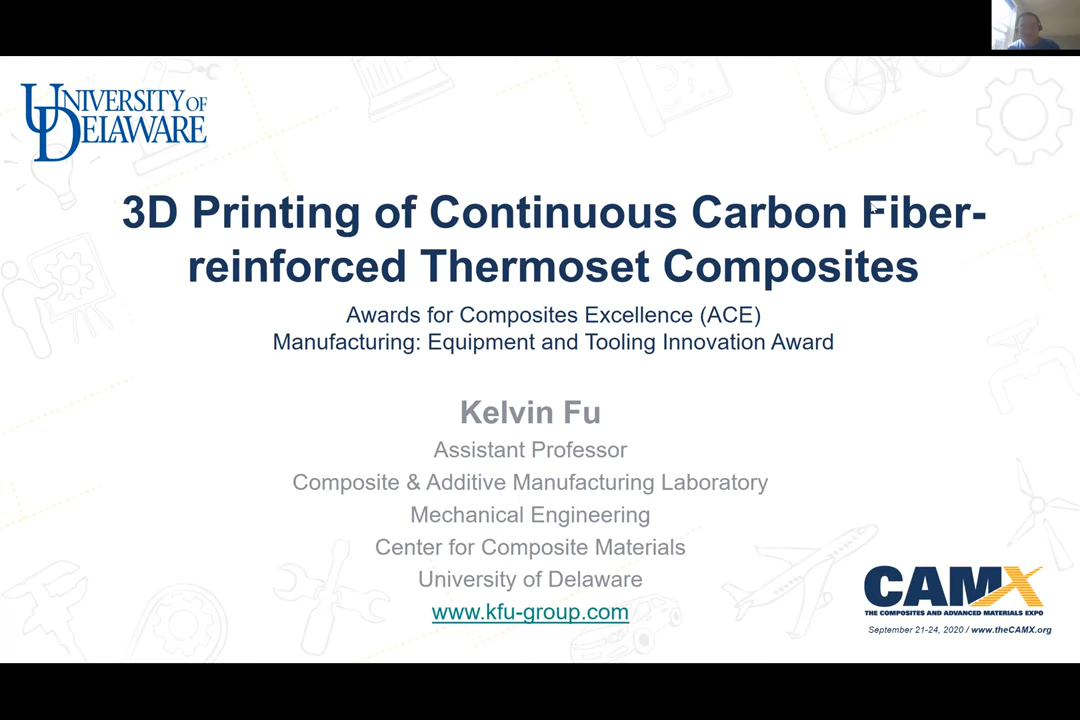 UNIVERSITY OF
DELAWARE
3D Printing of Continuous Carbon Fiber-
reinforced Thermoset Composites
Awards for Composites Excellence (ACE)
Manufacturing: Equipment and Tooling Innovation Award
Kelvin Fu
Assistant Professor
Composite & Additive Manufacturing Laboratory
Mechanical Engineering
Center for Composite Materials
University of Delaware
www.kfu-group.com
CAMX
THE COMPOSITES AND ADVANCED MATERIALS EXPO
September 21-24, 2020 / www.theCAMX.org